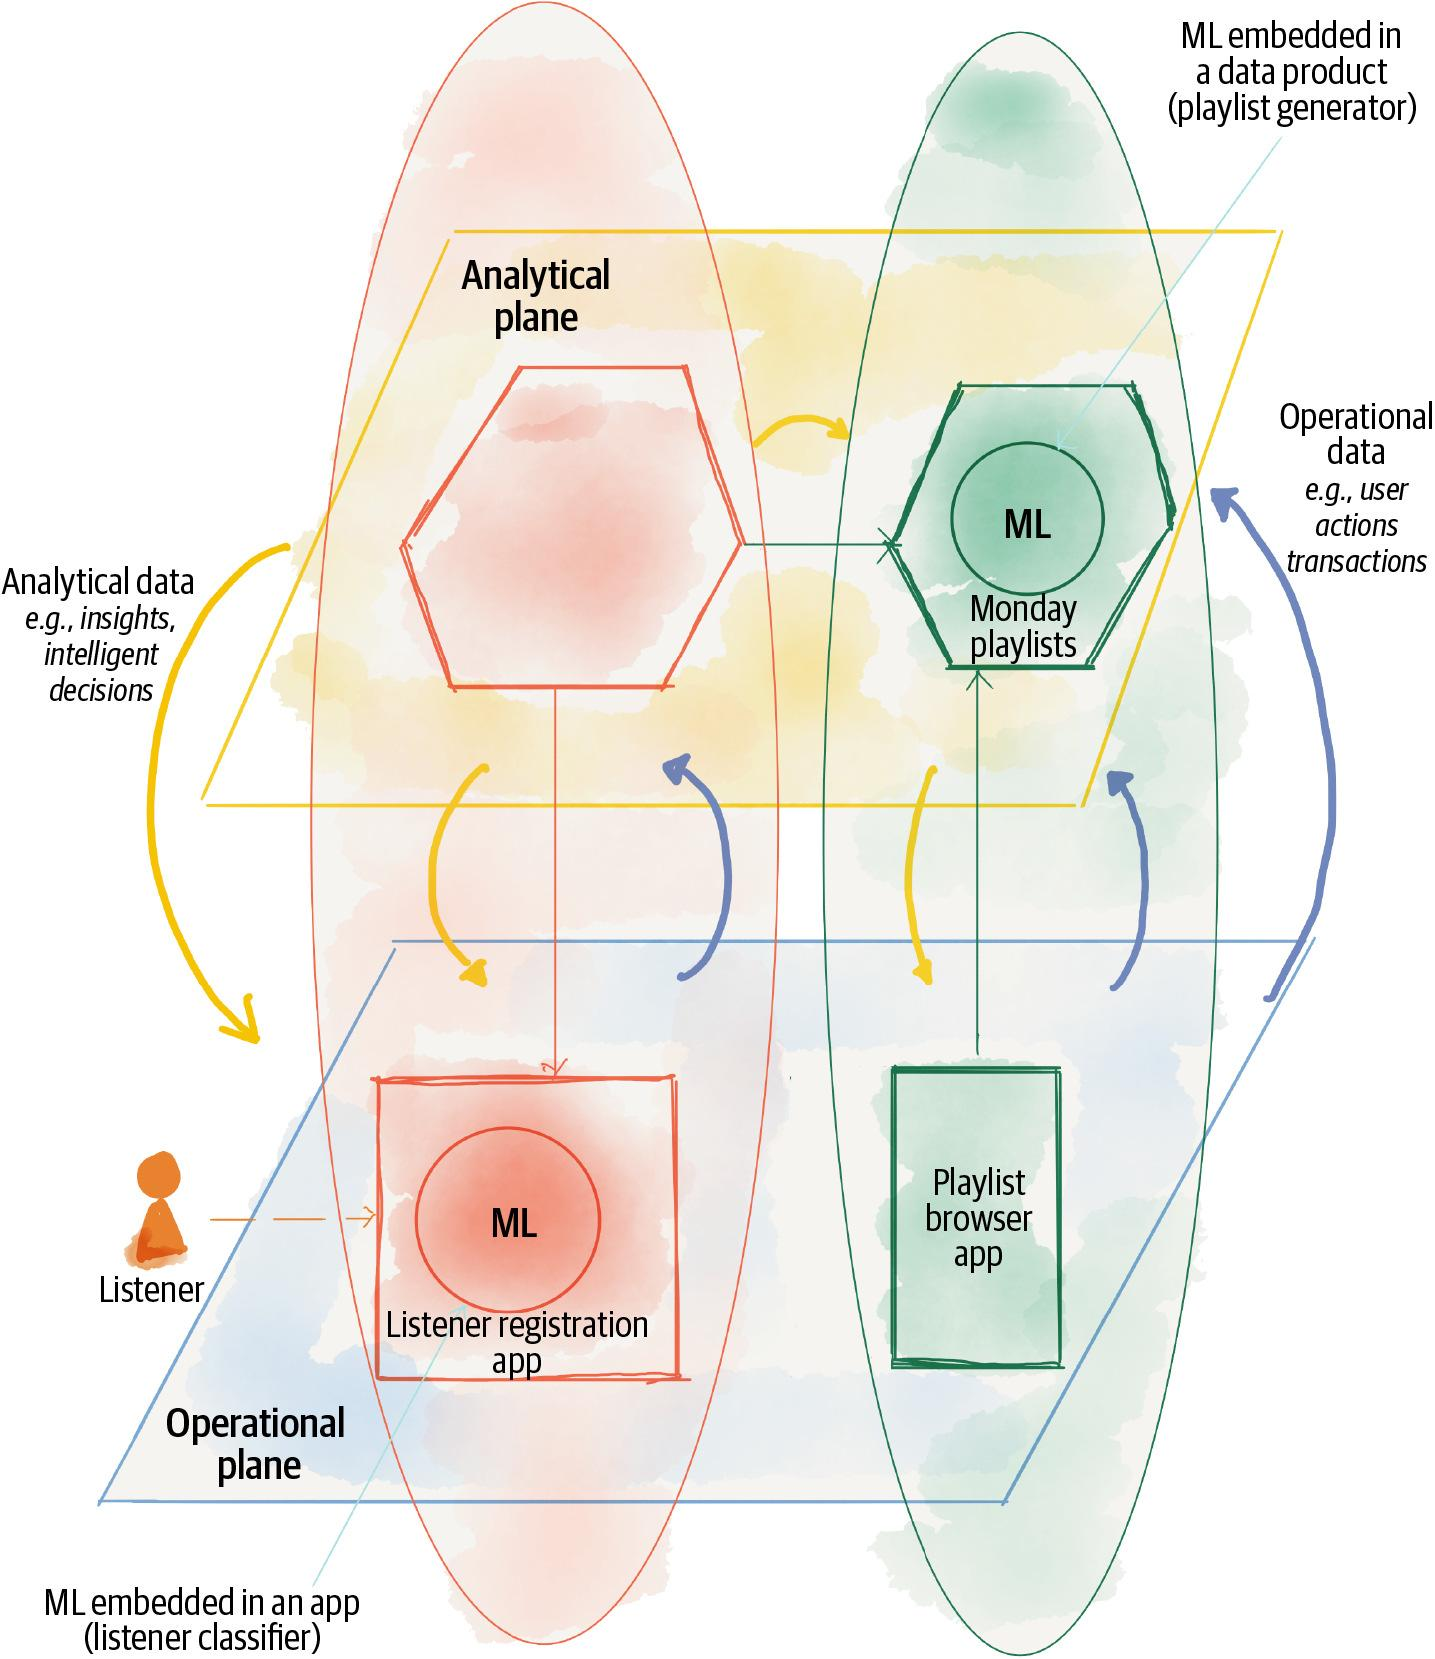 ML embedded in
a data product
(playlist generator)
Analytical
plane
Operational
data
e.g., user
actions
transactions
ML
Monday
playlists
Analytical data
e.g., insights,
intelligent
decisions
Playlist
browser
app
ML
Listener registration
app
Listener
Operational
plane
ML embedded in an app
(listener classifier)